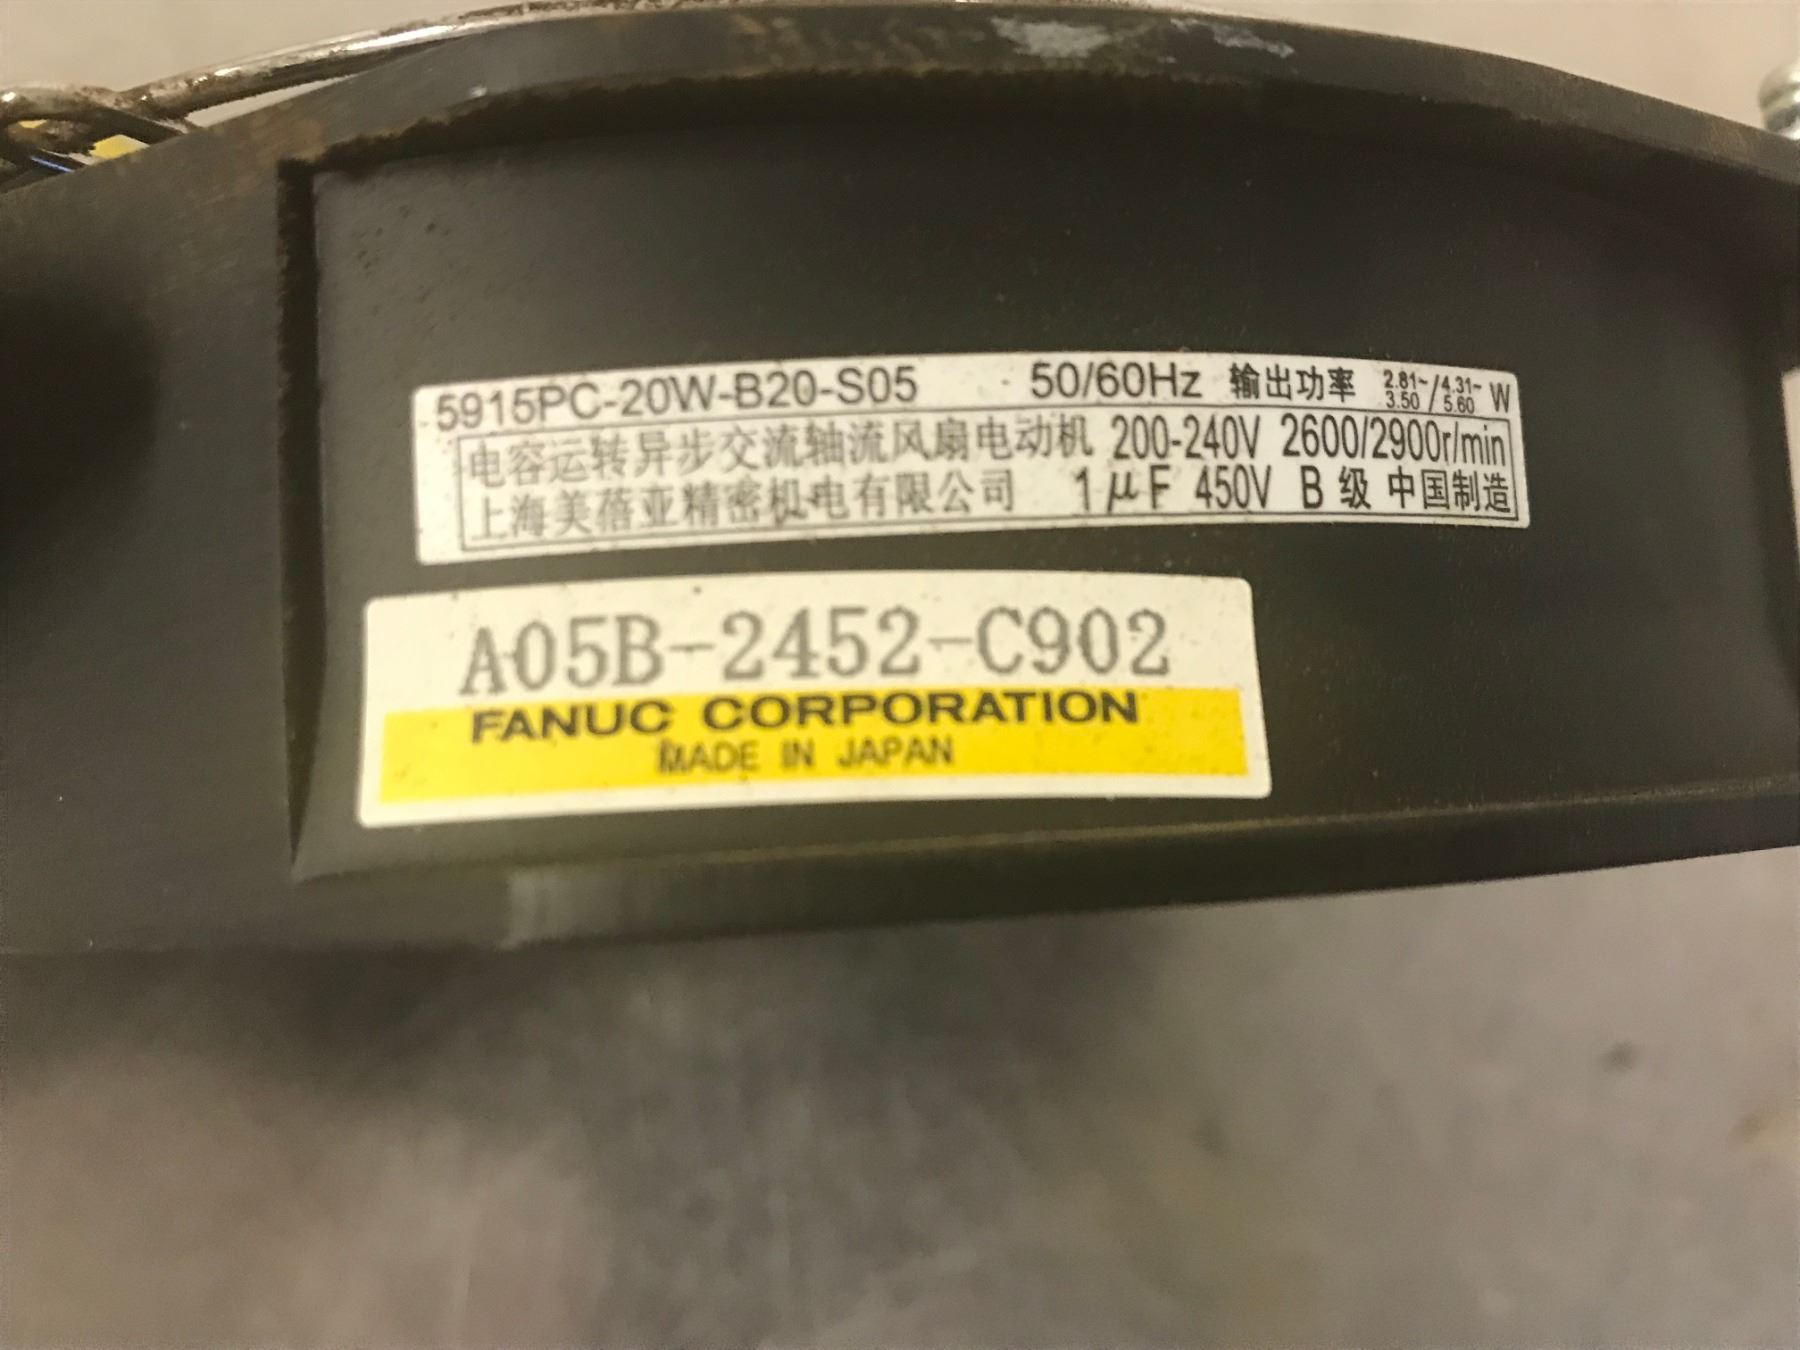 5915PC-20W-B20-S05 50/60Hz 输出功率 2.81~3.50/4.31~5.60 W
电容运转异步交流轴流风扇电动机 200-240V 2600/2900r/min
上海美蓓亚精密机电有限公司 1μF 450V B级 中国制造
A05B-2452-C902
FANUC CORPORATION
MADE IN JAPAN